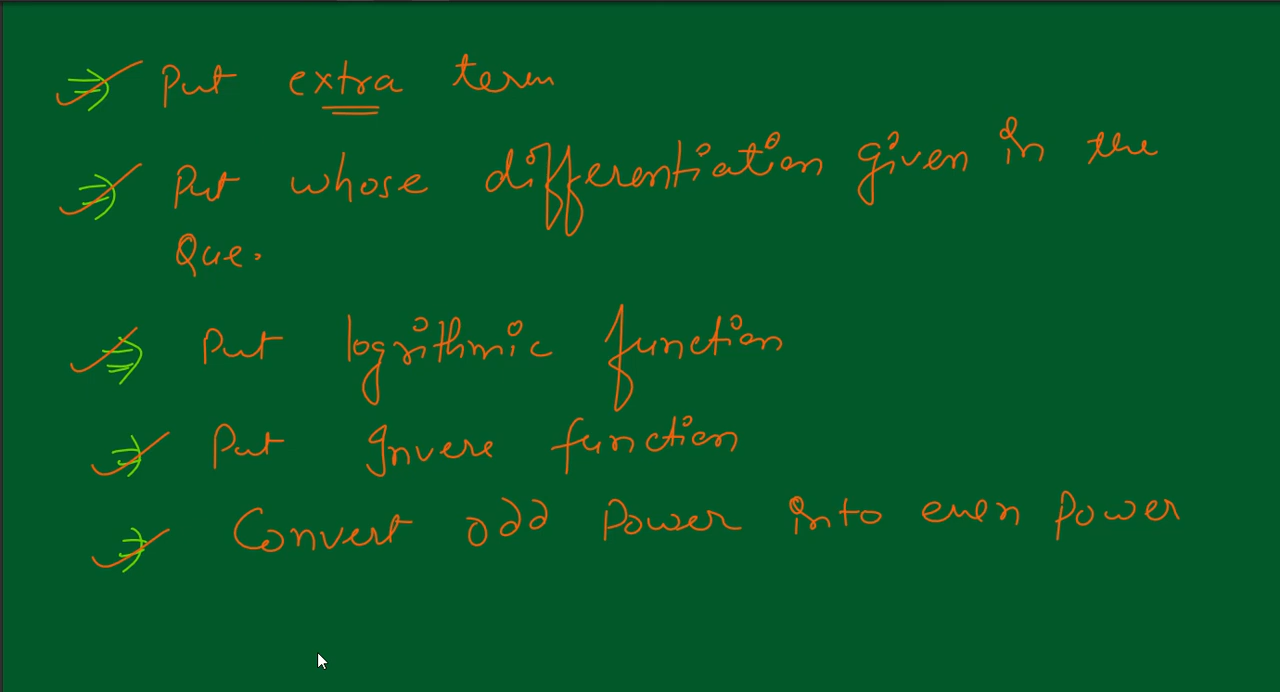 Put extra term
Put whose differentiation given in the
Que.
Put logrithmic function
Put Invere function
Convert odd Power into even Power